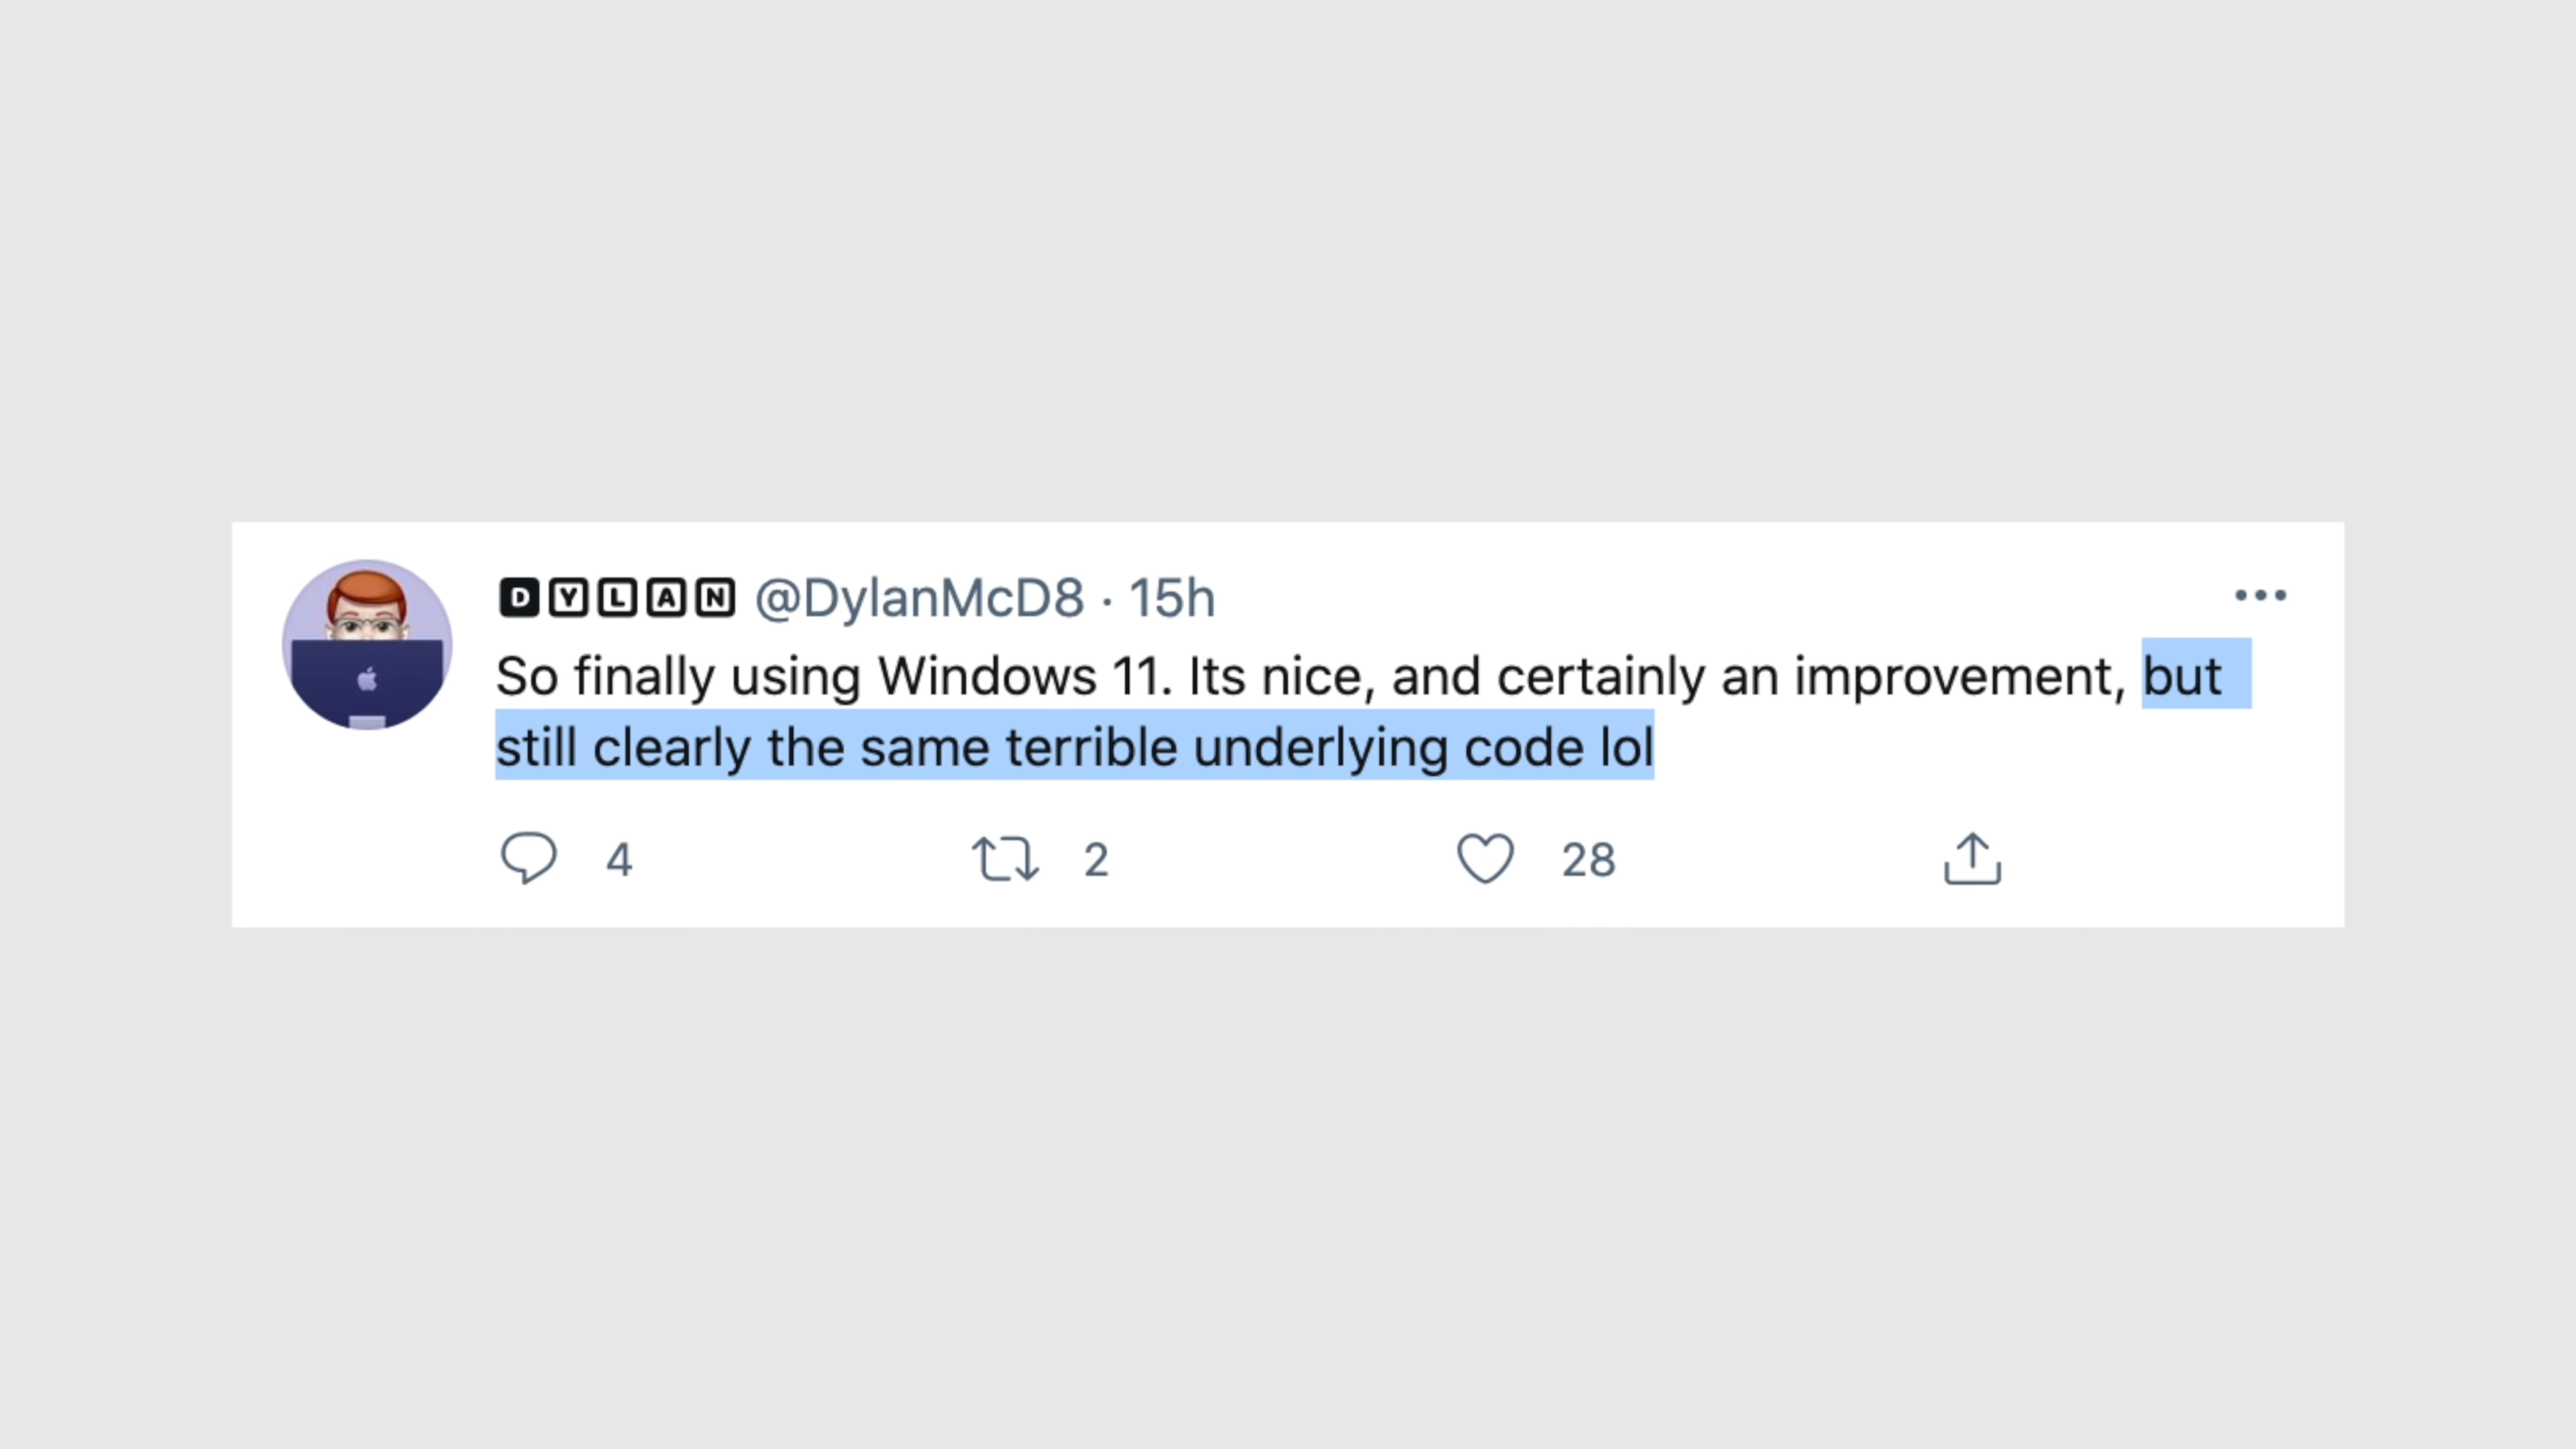 DYLAN @DylanMcD8 · 15h
So finally using Windows 11. Its nice, and certainly an improvement, but
still clearly the same terrible underlying code lol
4 2 28